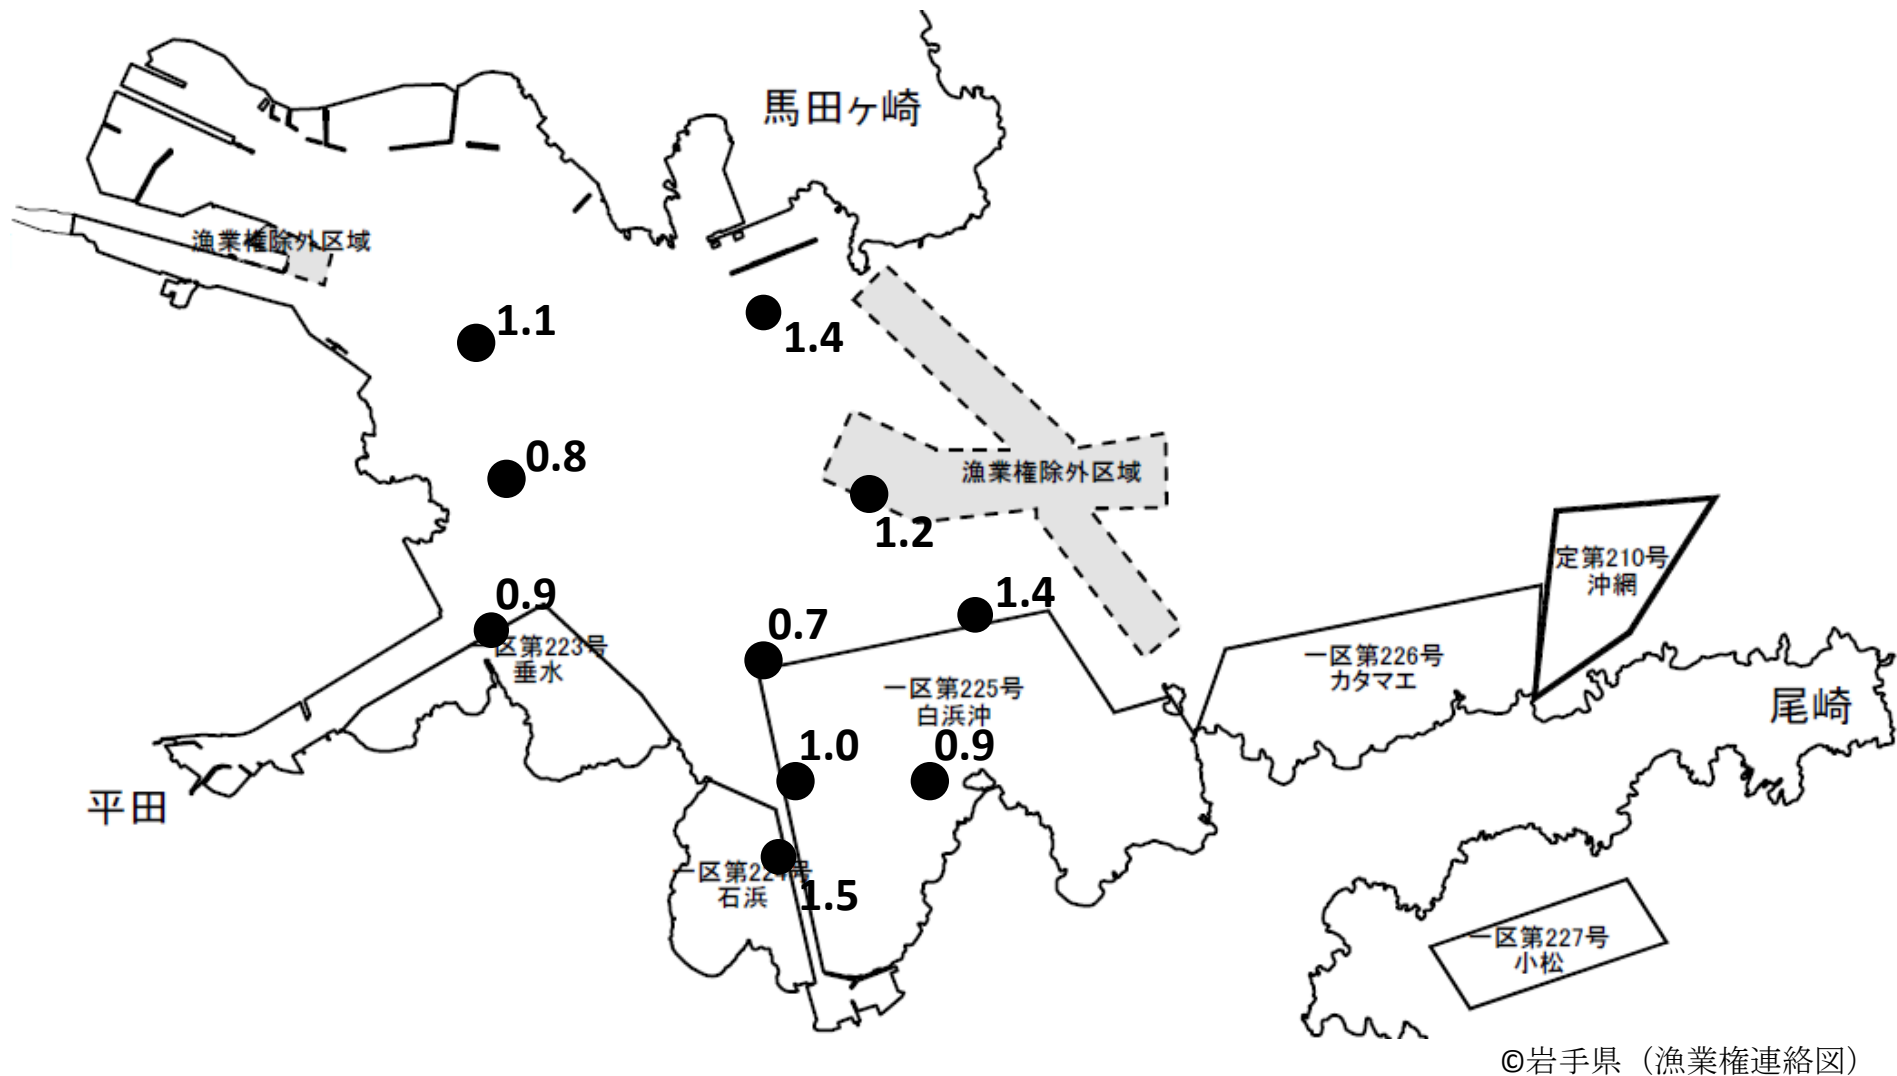 馬田ヶ崎
漁業権除外区域
1.1
1.4
0.8
漁業権除外区域
1.2
定第210号
沖網
0.9
1.4
0.7
一区第223号
垂水
一区第225号
白浜沖
一区第226号
カタマエ
尾崎
1.0
0.9
平田
一区第224号
石浜
1.5
一区第227号
小松
©岩手県（漁業権連絡図）